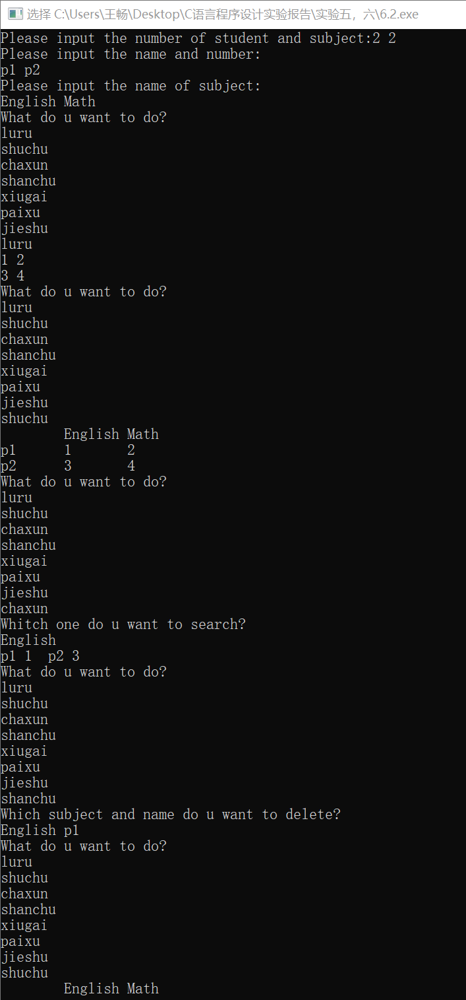 选择 C:\Users\王畅\Desktop\C语言程序设计实验报告\实验五，六\6.2.exe
Please input the number of student and subject:2 2
Please input the name and number:
p1 p2
Please input the name of subject:
English Math
What do u want to do?
luru
shuchu
chaxun
shanchu
xiugai
paixu
jieshu
luru
1 2
3 4
What do u want to do?
luru
shuchu
chaxun
shanchu
xiugai
paixu
jieshu
shuchu
        English Math
p1      1       2
p2      3       4
What do u want to do?
luru
shuchu
chaxun
shanchu
xiugai
paixu
jieshu
chaxun
Whitch one do u want to search?
English
p1 1  p2 3
What do u want to do?
luru
shuchu
chaxun
shanchu
xiugai
paixu
jieshu
shanchu
Which subject and name do u want to delete?
English p1
What do u want to do?
luru
shuchu
chaxun
shanchu
xiugai
paixu
jieshu
shuchu
        English Math